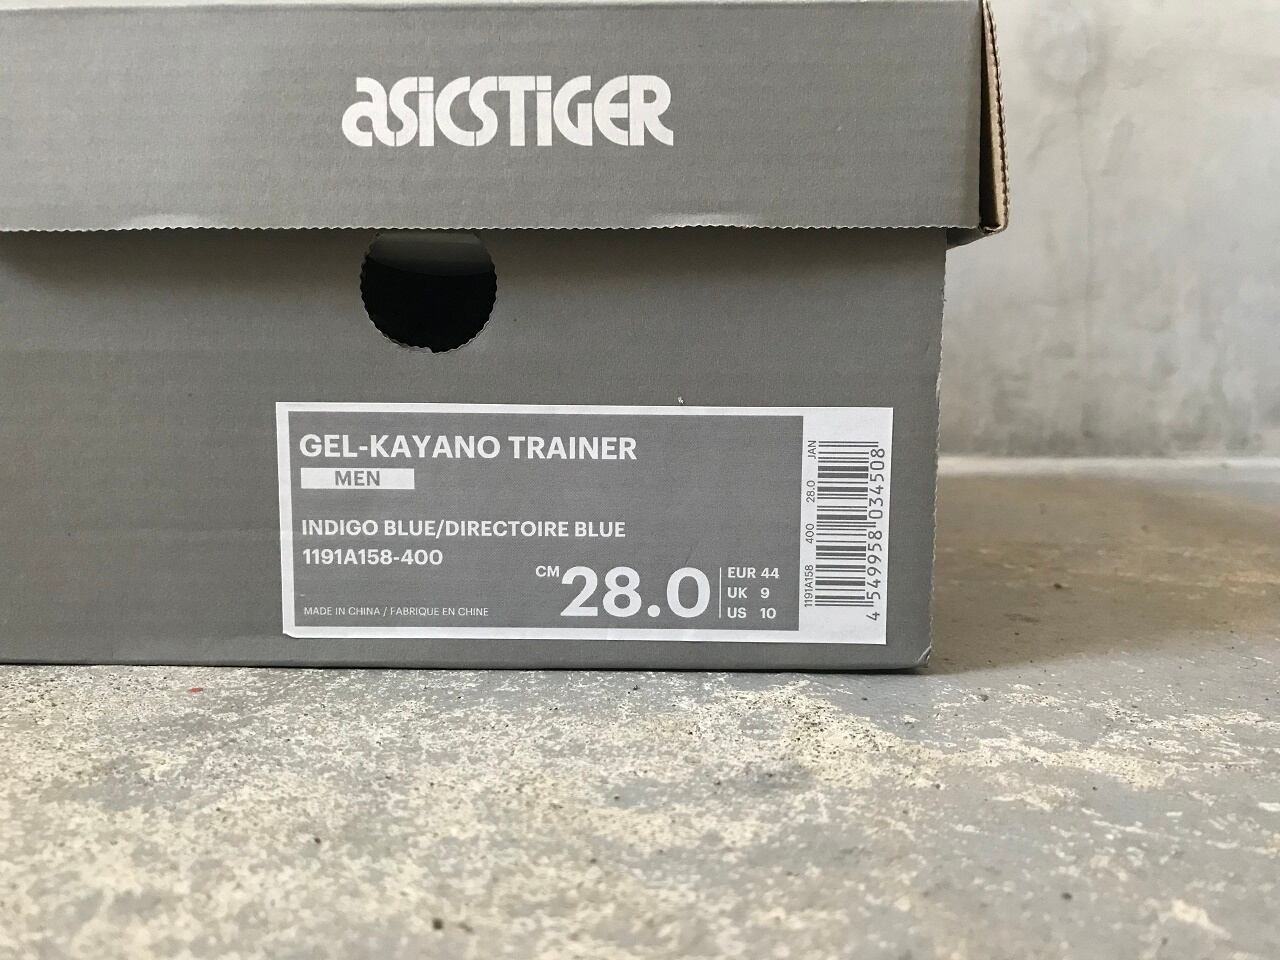 asicsTiGER
GEL-KAYANO TRAINER
MEN
INDIGO BLUE/DIRECTOIRE BLUE
1191A158-400
MADE IN CHINA / FABRIQUE EN CHINE
CM 28.0
EUR 44
UK 9
US 10
1191A158 400 28.0 JAN
4 549958 034508